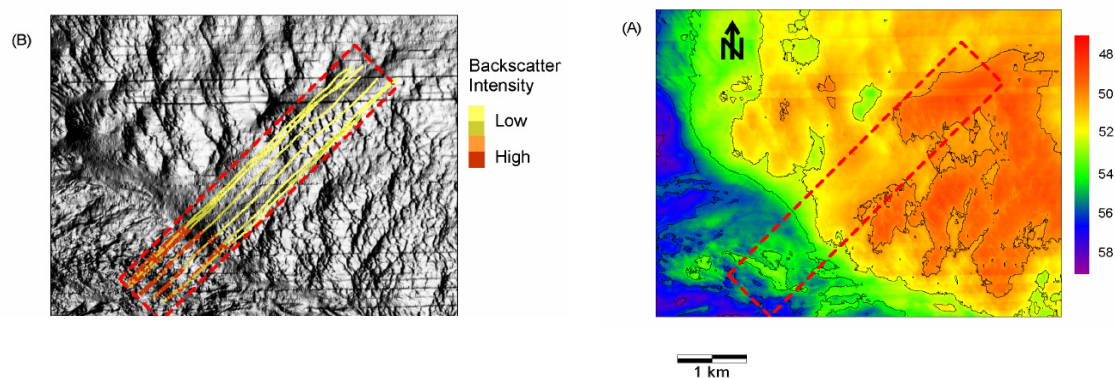 (B)
Backscatter
Intensity
Low
High
(A)
N
48
50
52
54
56
58
1 km